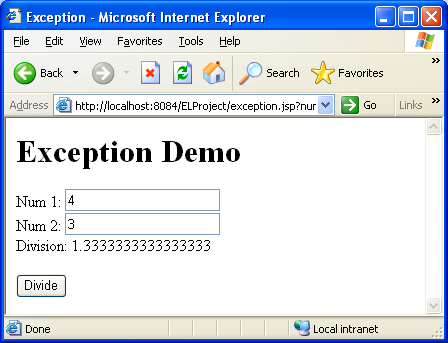 Exception - Microsoft Internet Explorer
File Edit View Favorites Tools Help
Back Search Favorites
Address http://localhost:8084/ELProject/exception.jsp?nur Go Links
Exception Demo
Num 1: 4
Num 2: 3
Division: 1.3333333333333333
Divide
Done Local intranet